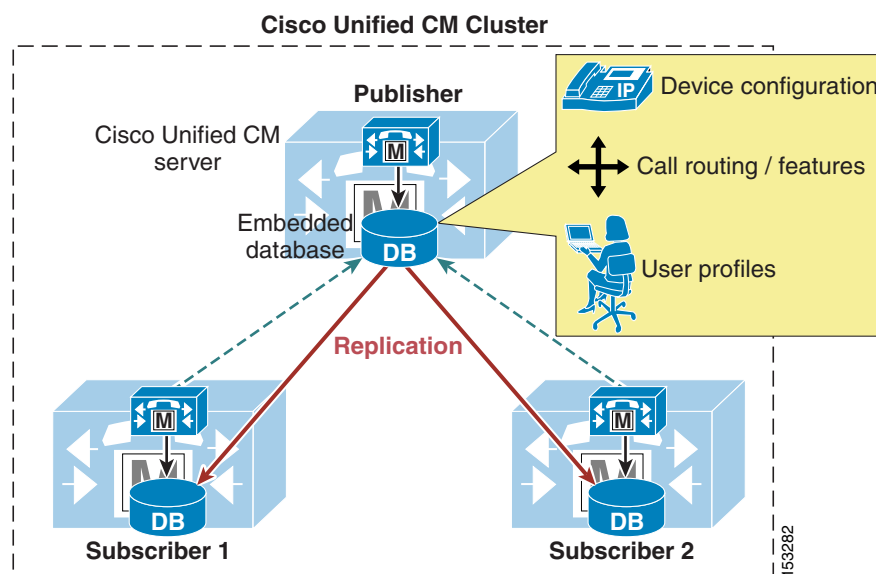 Cisco Unified CM Cluster
Publisher
Cisco Unified CM
server
M
Embedded
database
DB
IP
Device configuration
Call routing / features
User profiles
Replication
M
DB
Subscriber 1
M
DB
Subscriber 2
153282